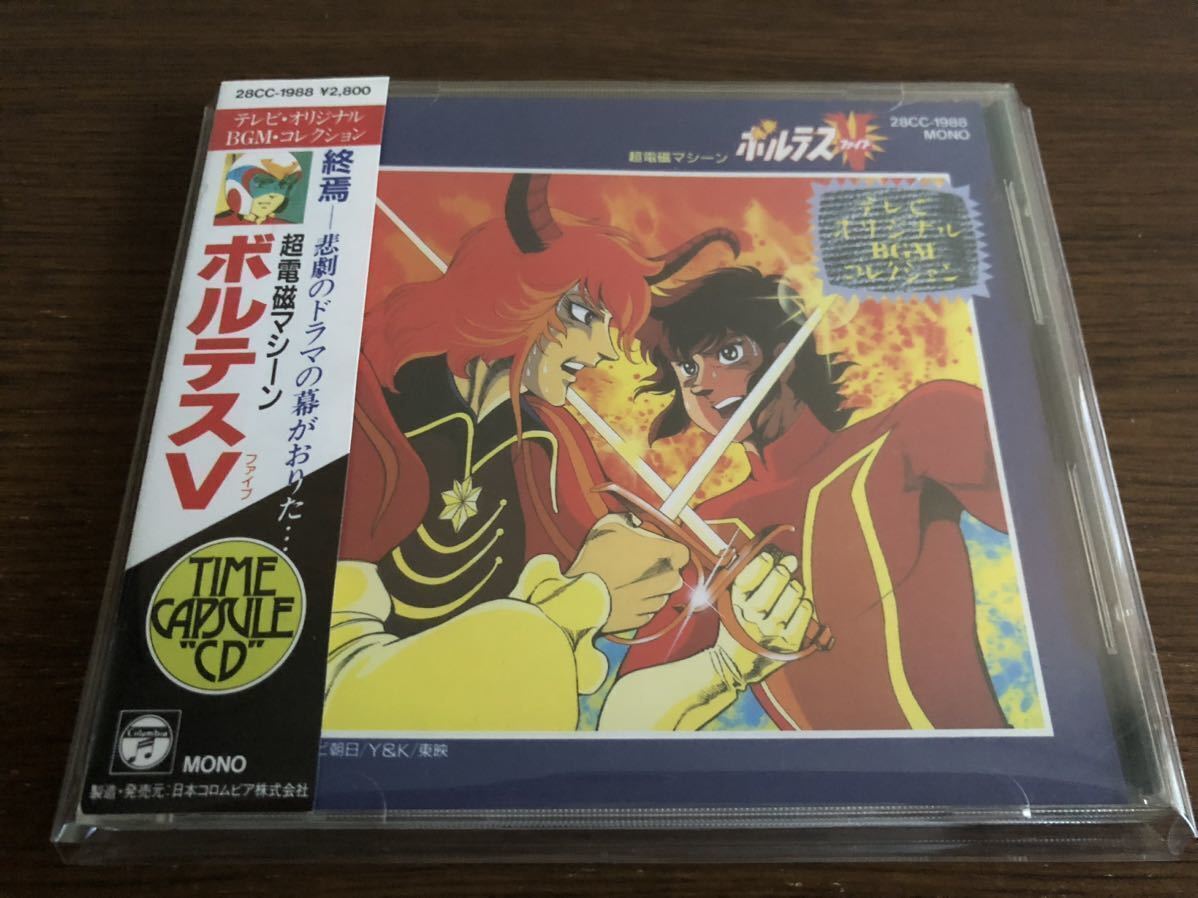 28CC-1988 ¥2,800
テレビ・オリジナル
BGM・コレクション
終焉─悲劇のドラマの幕がおりた…
超電磁マシーン
ボルテスV
ファイブ
TIME
CAPSULE
"CD"
Columbia
MONO
製造・発売元:日本コロムビア株式会社
超電磁マシーン ボルテスV
ファイブ
28CC-1988
MONO
テレビ
オリジナル
BGM
コレクション
朝日/Y&K/東映